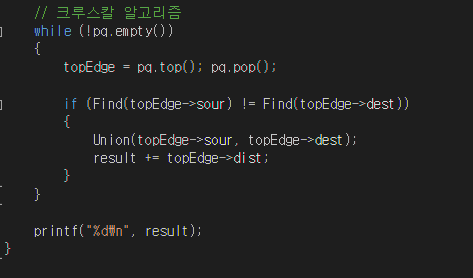 // 크루스칼 알고리즘
while (!pq.empty())
{
topEdge = pq.top(); pq.pop();
if (Find(topEdge->sour) != Find(topEdge->dest))
{
Union(topEdge->sour, topEdge->dest);
result += topEdge->dist;
}
}
printf("%d₩n", result);
}